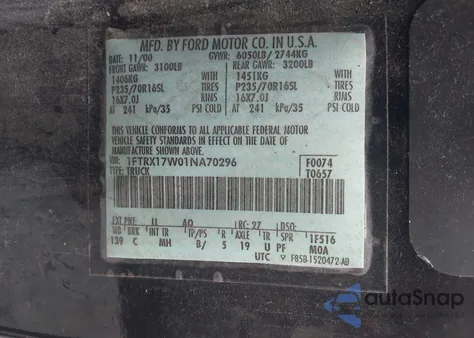 MFD. BY FORD MOTOR CO. IN U.S.A.
DATE: 11/00 GVWR: 6050LB/ 2744KG
FRONT GAWR: 3100LB REAR GAWR: 3200LB
1406KG WITH 1451KG WITH
P235/70R16SL TIRES P235/70R16SL TIRES
16X7.0J RIMS 16X7.0J RIMS
AT 241 kPa/35 PSI COLD AT 241 kPa/35 PSI COLD
THIS VEHICLE CONFORMS TO ALL APPLICABLE FEDERAL MOTOR
VEHICLE SAFETY STANDARDS IN EFFECT ON THE DATE OF
MANUFACTURE SHOWN ABOVE.
VIN: 1FTRX17W01NA70296 F0074
TYPE: TRUCK T0657
EXT PNT: RC: 27 DSO:
WB BRK INT TR TP/PS R AXLE TR SPR 1F516
139 C MH B/ 5 19 U PF M0A
UTC F85B-1520472-AB
autoSnap